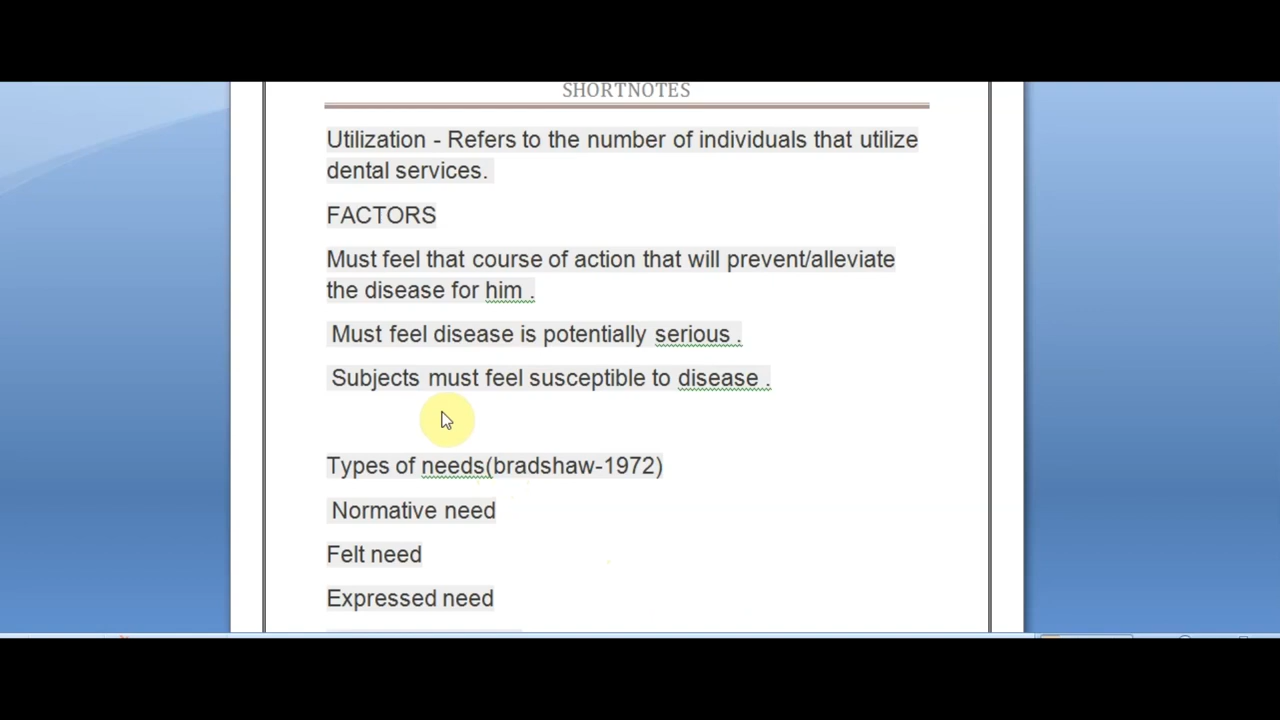 SHORTNOTES
Utilization - Refers to the number of individuals that utilize
dental services.
FACTORS
Must feel that course of action that will prevent/alleviate
the disease for him .
Must feel disease is potentially serious .
Subjects must feel susceptible to disease .
Types of needs(bradshaw-1972)
Normative need
Felt need
Expressed need